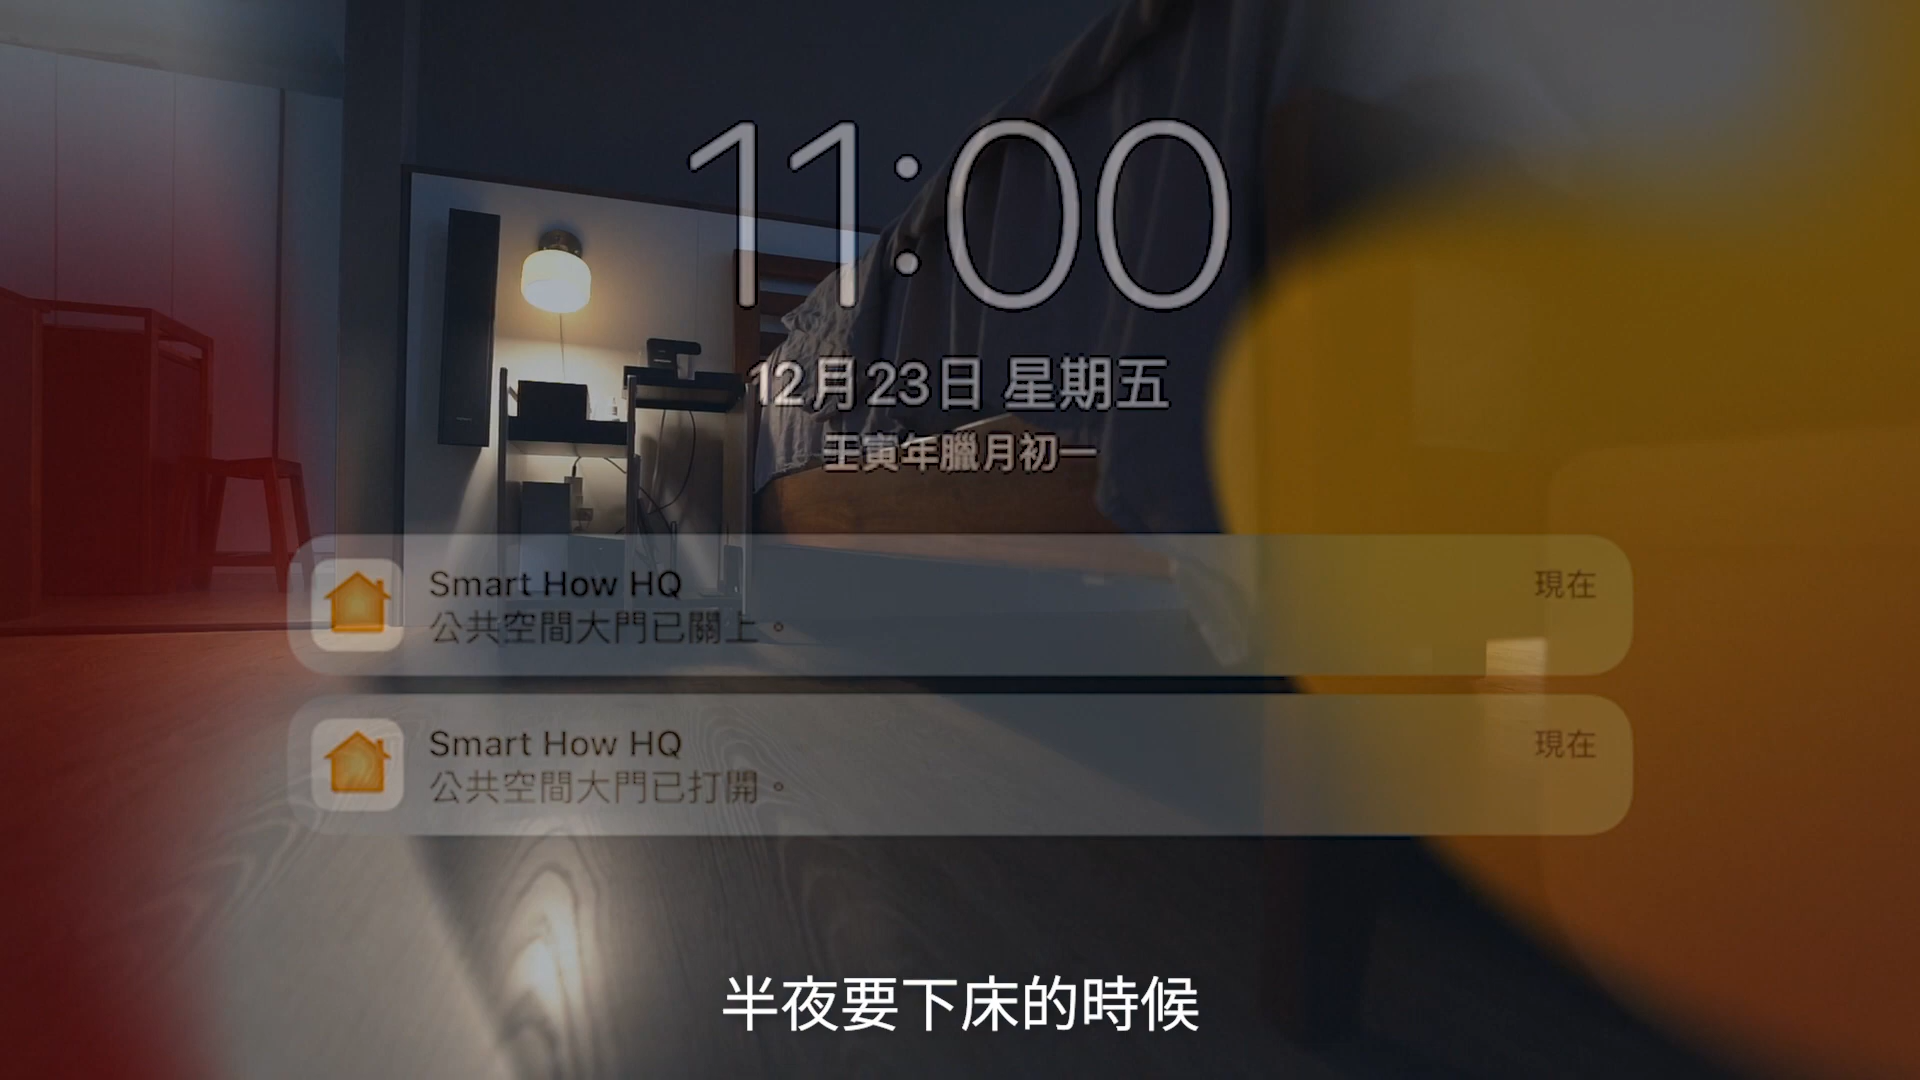 11:00
12月23日 星期五
壬寅年臘月初一
Smart How HQ
現在
公共空間大門已關上。
Smart How HQ
現在
公共空間大門已打開。
半夜要下床的時候